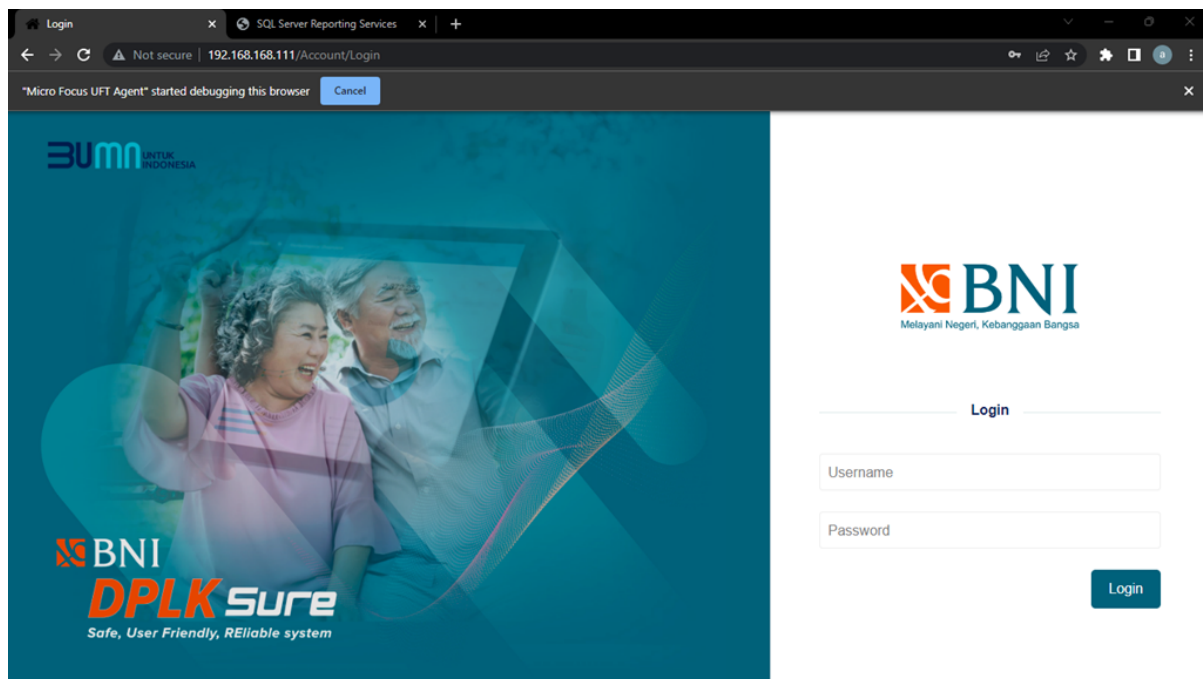 Login
SQL Server Reporting Services
Not secure | 192.168.168.111/Account/Login
a
"Micro Focus UFT Agent" started debugging this browser
Cancel
BUMN UNTUK INDONESIA
BNI
DPLK Sure
Safe, User Friendly, REliable system
BNI
Melayani Negeri, Kebanggaan Bangsa
Login
Username
Password
Login